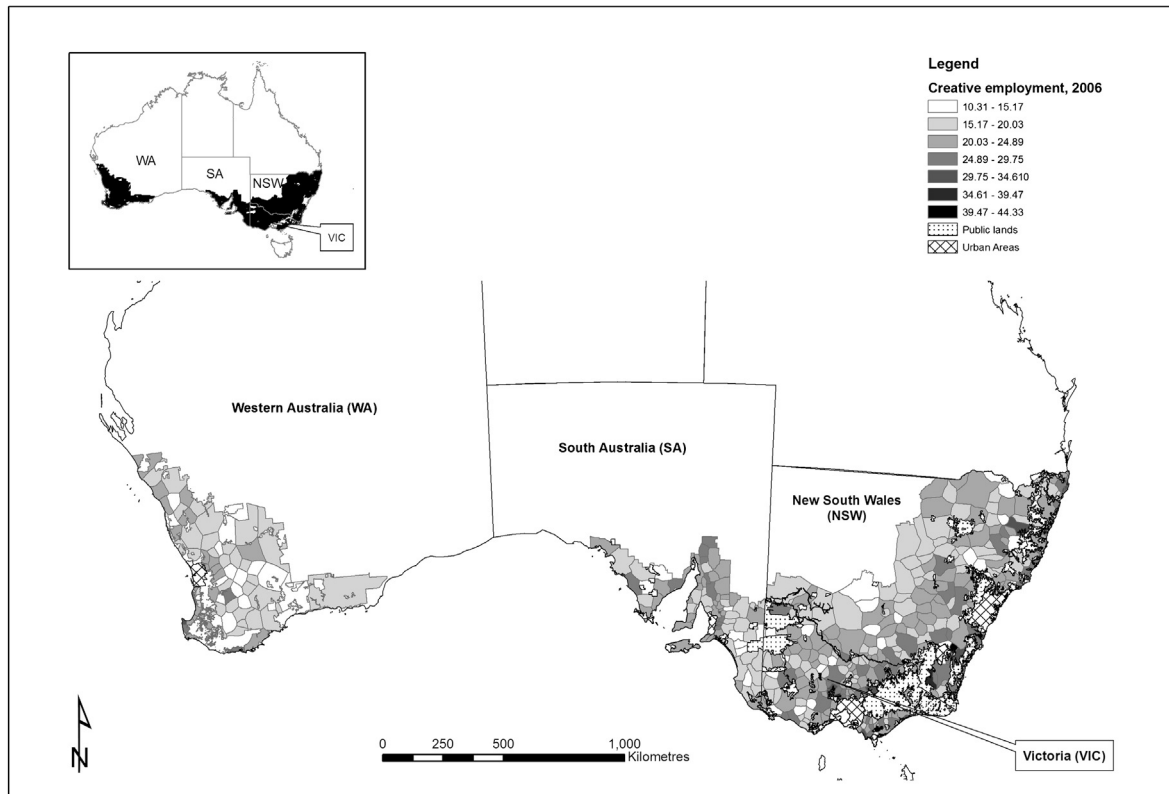 WA
SA
NSW
VIC
Legend
Creative employment, 2006
10.31 - 15.17
15.17 - 20.03
20.03 - 24.89
24.89 - 29.75
29.75 - 34.610
34.61 - 39.47
39.47 - 44.33
Public lands
Urban Areas
Western Australia (WA)
South Australia (SA)
New South Wales
(NSW)
Victoria (VIC)
N
0 250 500 1,000
Kilometres